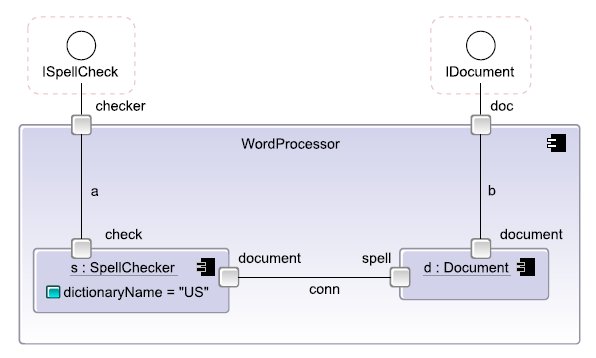 ISpellCheck
IDocument
checker
doc
WordProcessor
a
b
check
document
s : SpellChecker
document
spell
d : Document
dictionaryName = "US"
conn